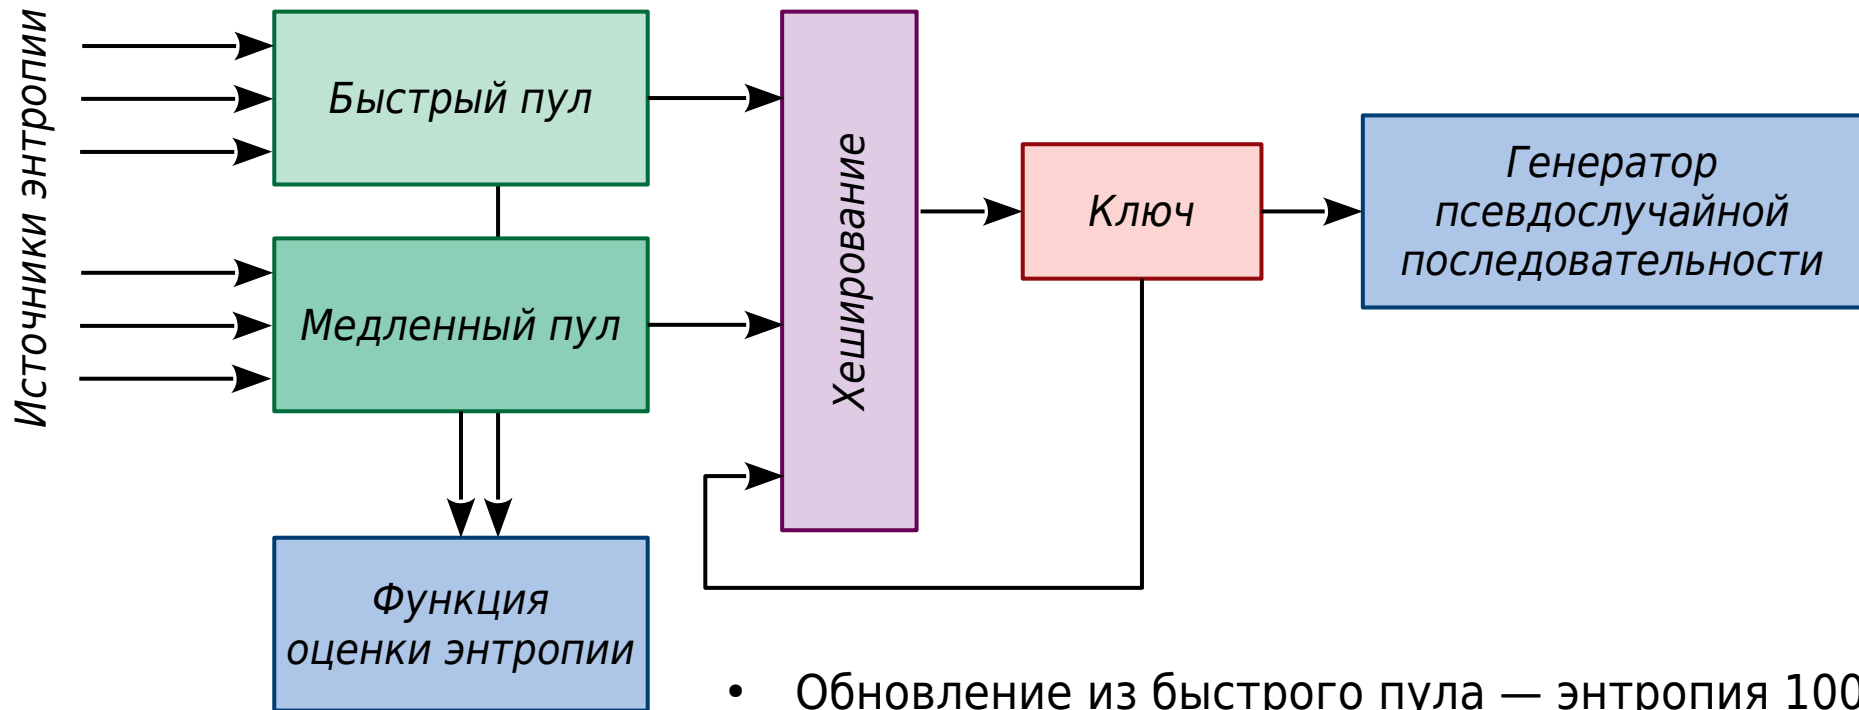 Источники энтропии
Быстрый пул
Медленный пул
Функция
оценки энтропии
Хеширование
Ключ
Генератор
псевдослучайной
последовательности
• Обновление из быстрого пула — энтропия 100